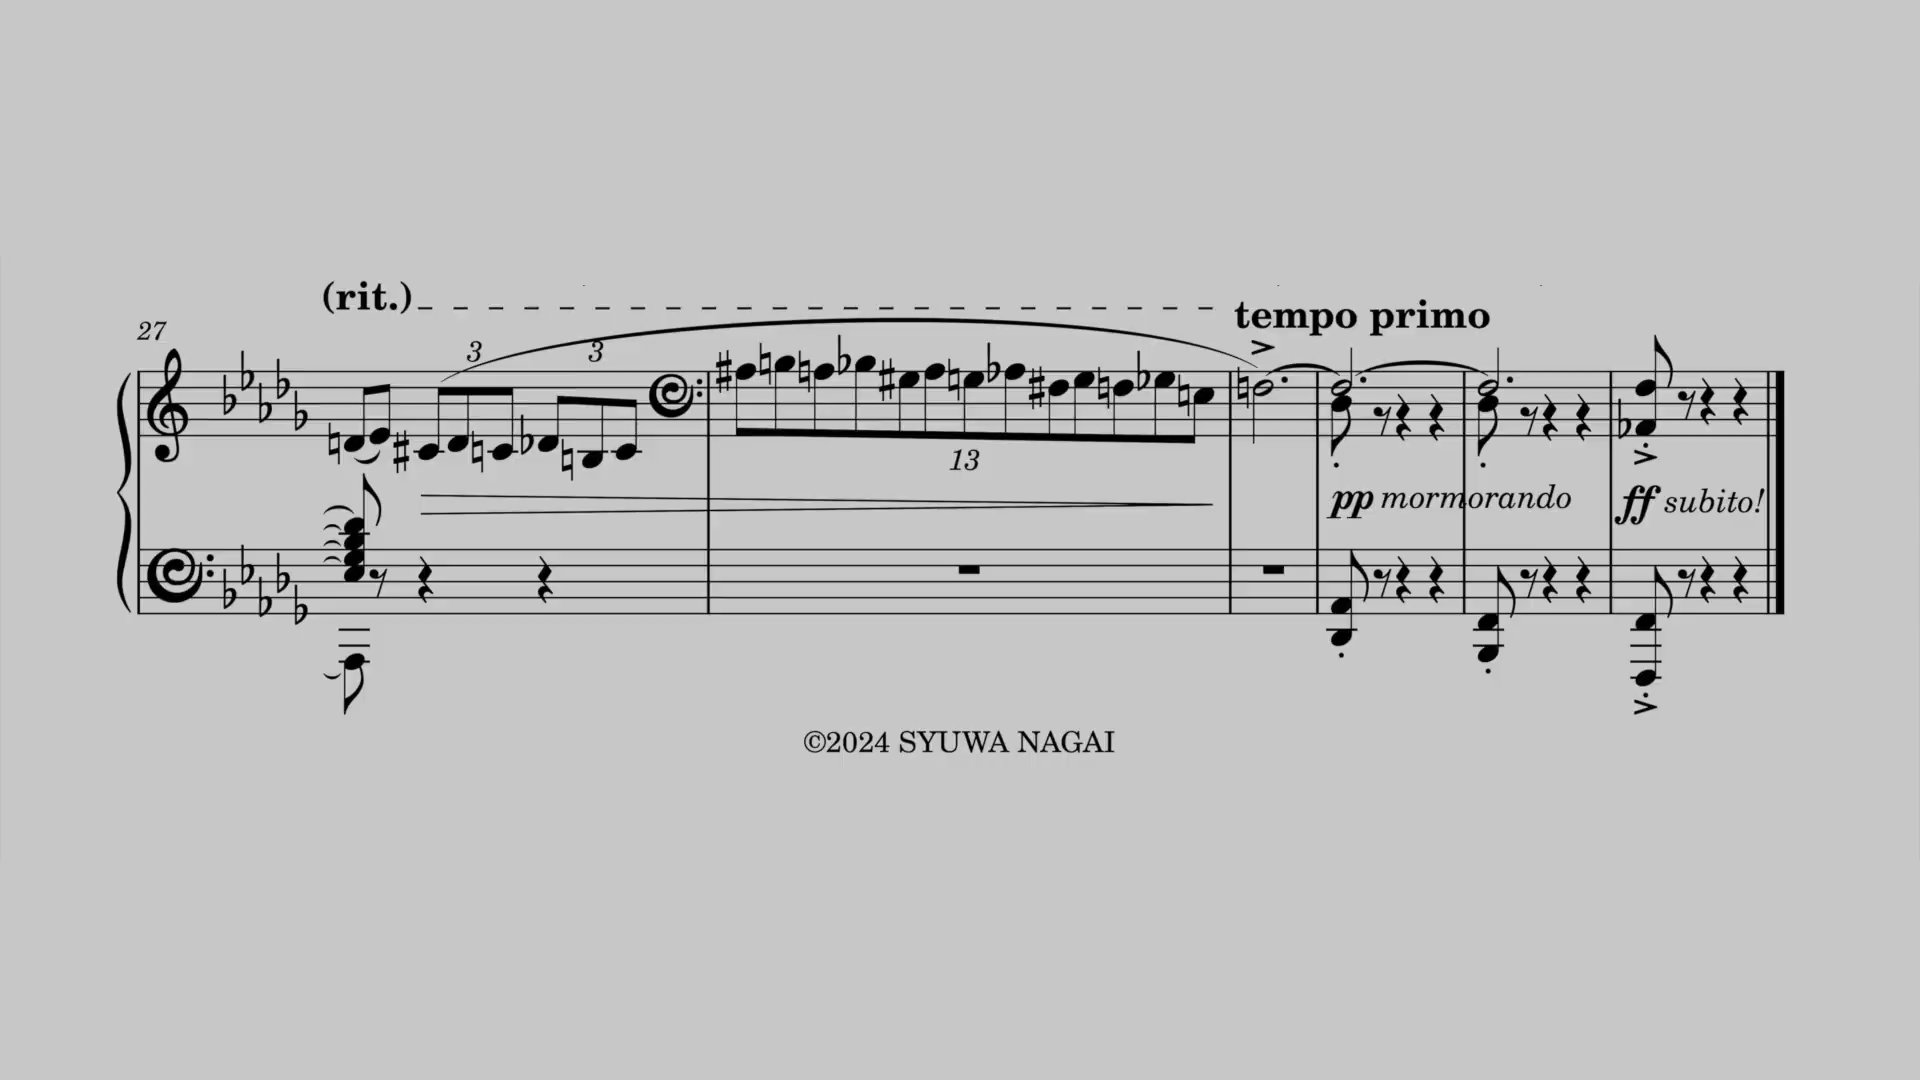 (rit.)
tempo primo
27
3 3
13
pp mormorando ff subito!
©2024 SYUWA NAGAI